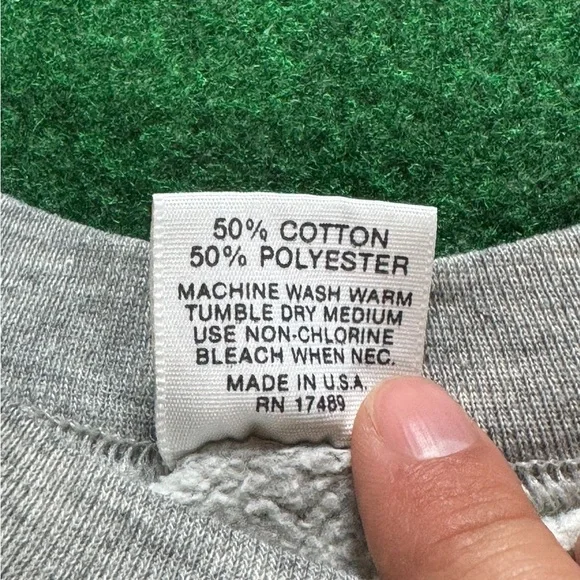 50% COTTON
50% POLYESTER
MACHINE WASH WARM
TUMBLE DRY MEDIUM
USE NON-CHLORINE
BLEACH WHEN NEC.
MADE IN U.S.A.
RN 17489